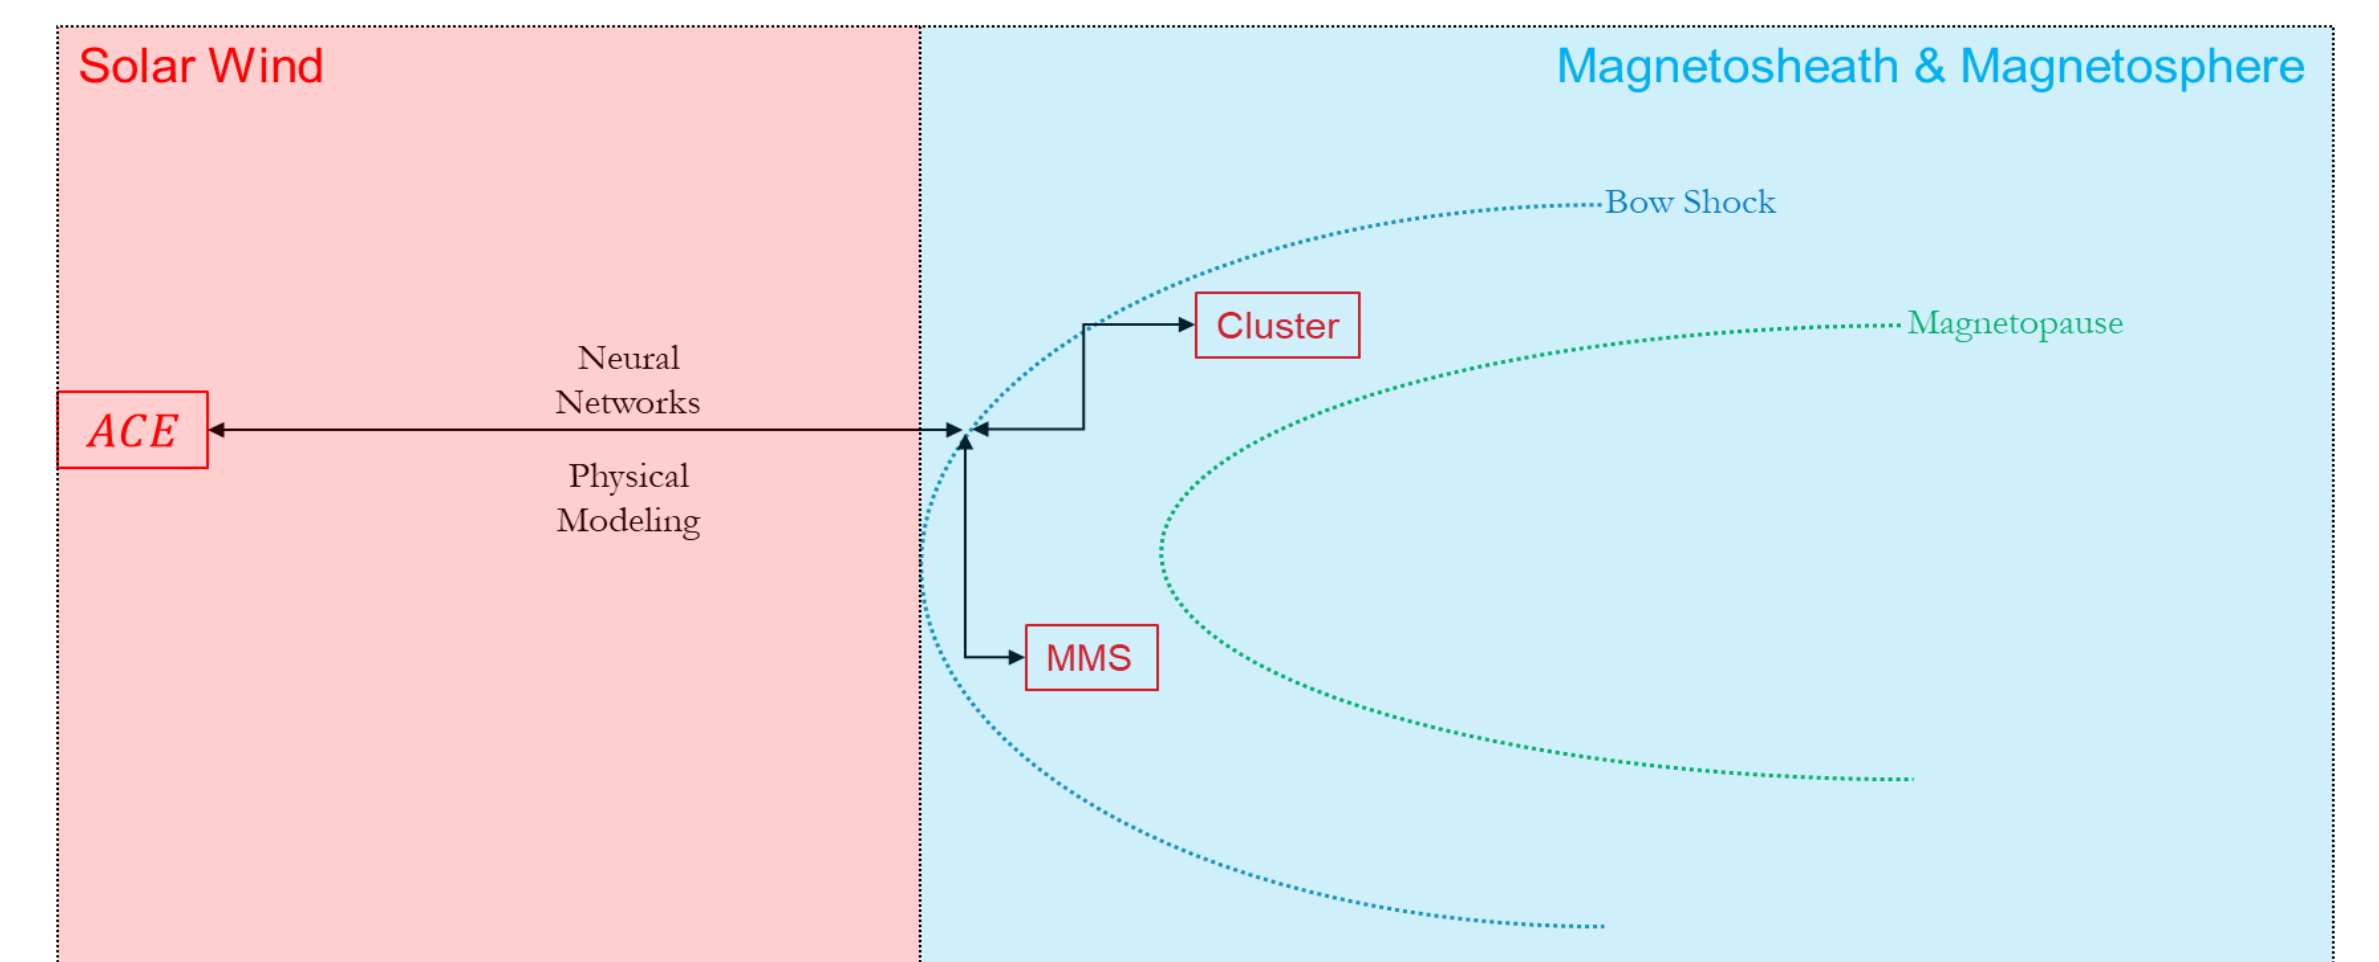 Solar Wind
Magnetosheath & Magnetosphere
Bow Shock
Cluster
Magnetopause
Neural
Networks
ACE
Physical
Modeling
MMS